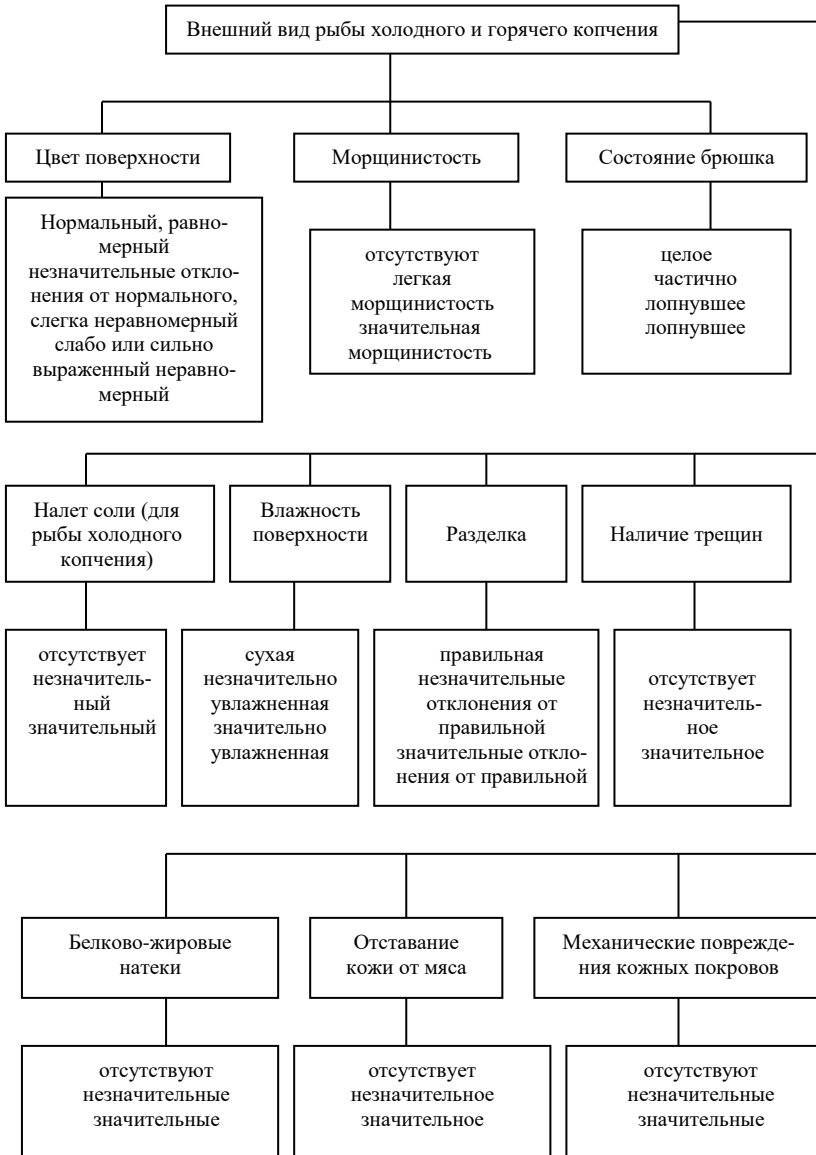 Внешний вид рыбы холодного и горячего копчения
Цвет поверхности
Морщинистость
Состояние брюшка
Нормальный, равно-
мерный
незначительные откло-
нения от нормального,
слегка неравномерный
слабо или сильно
выраженный неравно-
мерный
отсутствуют
легкая
морщинистость
значительная
морщинистость
целое
частично
лопнувшее
лопнувшее
Налет соли (для
рыбы холодного
копчения)
Влажность
поверхности
Разделка
Наличие трещин
отсутствует
незначитель-
ный
значительный
сухая
незначительно
увлажненная
значительно
увлажненная
правильная
незначительные
отклонения от
правильной
значительные откло-
нения от правильной
отсутствует
незначитель-
ное
значительное
Белково-жировые
натеки
Отставание
кожи от мяса
Механические поврежде-
ния кожных покровов
отсутствуют
незначительные
значительные
отсутствует
незначительное
значительное
отсутствуют
незначительные
значительные